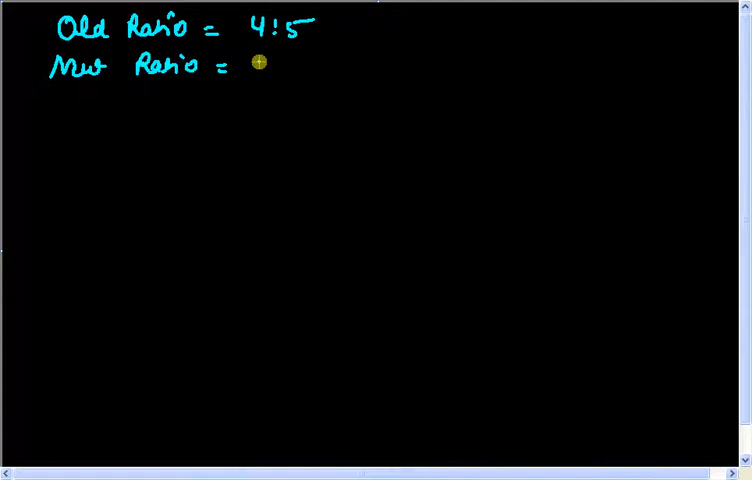 Old Ratio = 4:5
New Ratio =